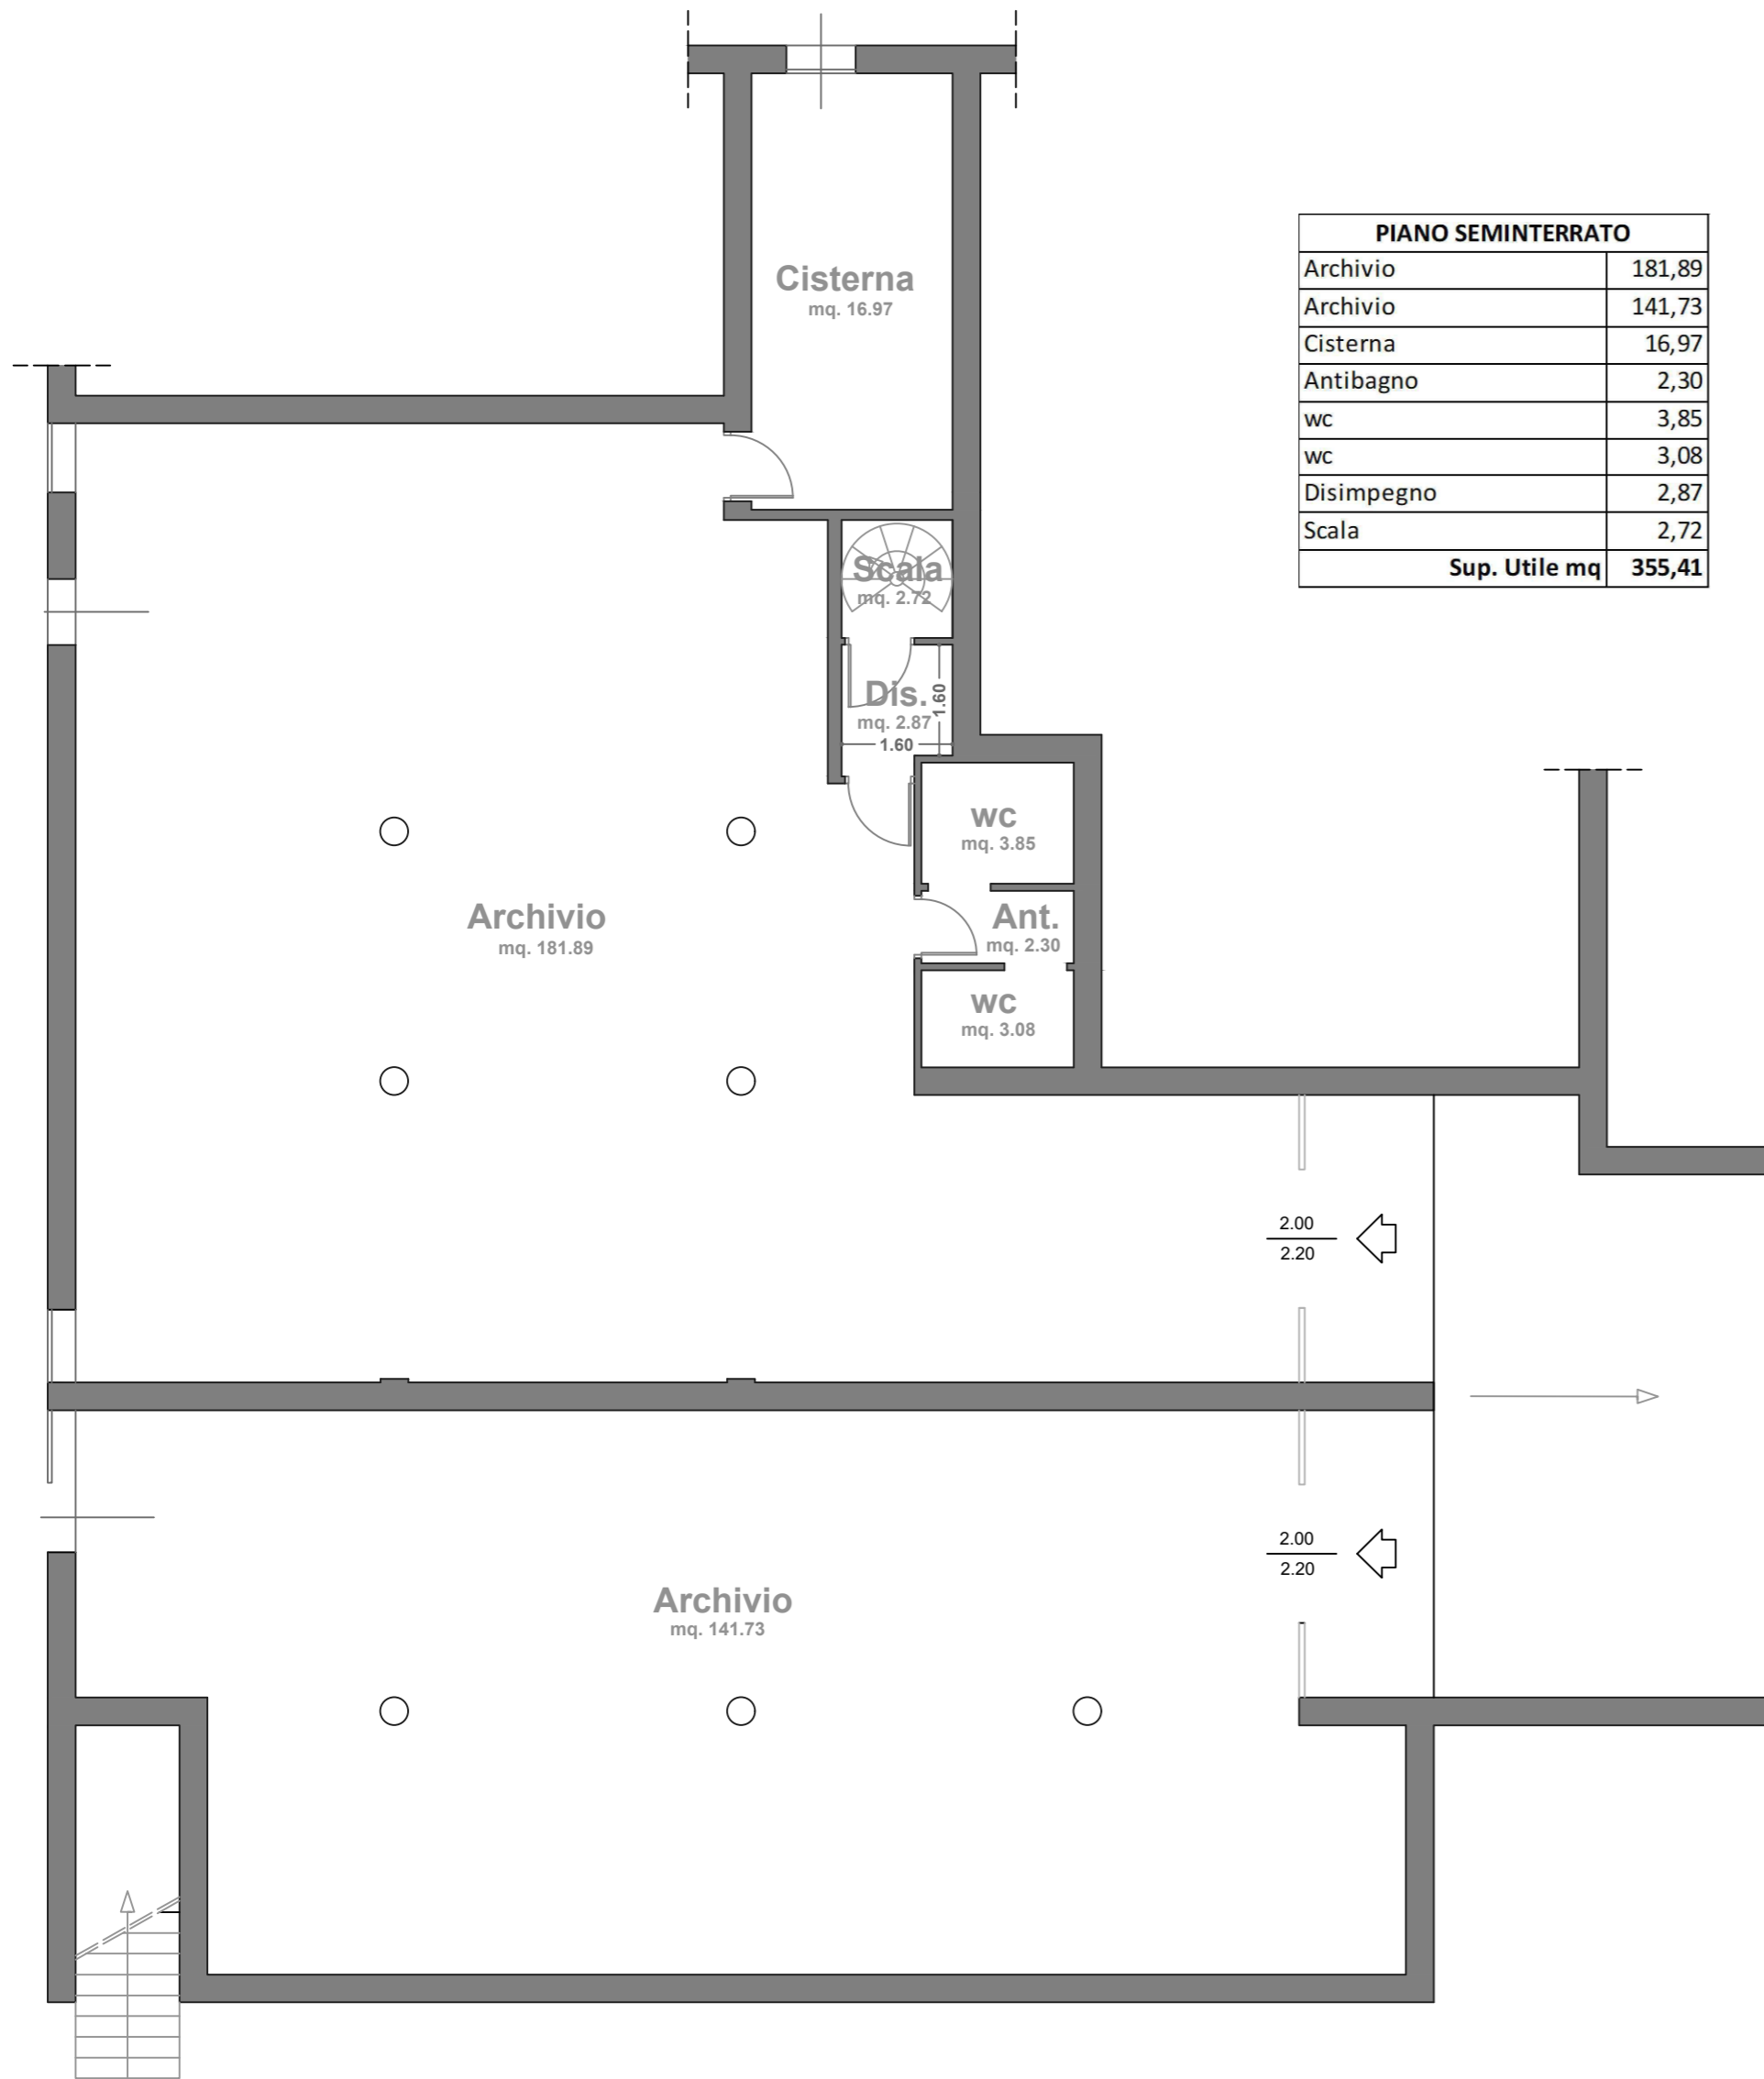 Cisterna
mq. 16.97
PIANO SEMINTERRATO
Archivio 181,89
Archivio 141,73
Cisterna 16,97
Antibagno 2,30
wc 3,85
wc 3,08
Disimpegno 2,87
Scala 2,72
Sup. Utile mq 355,41
Scala
mq. 2.72
Dis.
mq. 2.87
1.60
1.60
wc
mq. 3.85
Archivio
mq. 181.89
Ant.
mq. 2.30
wc
mq. 3.08
2.00
2.20
2.00
2.20
Archivio
mq. 141.73